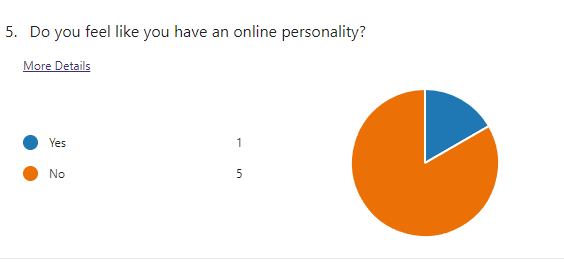 5. Do you feel like you have an online personality?
More Details
Yes 1
No 5